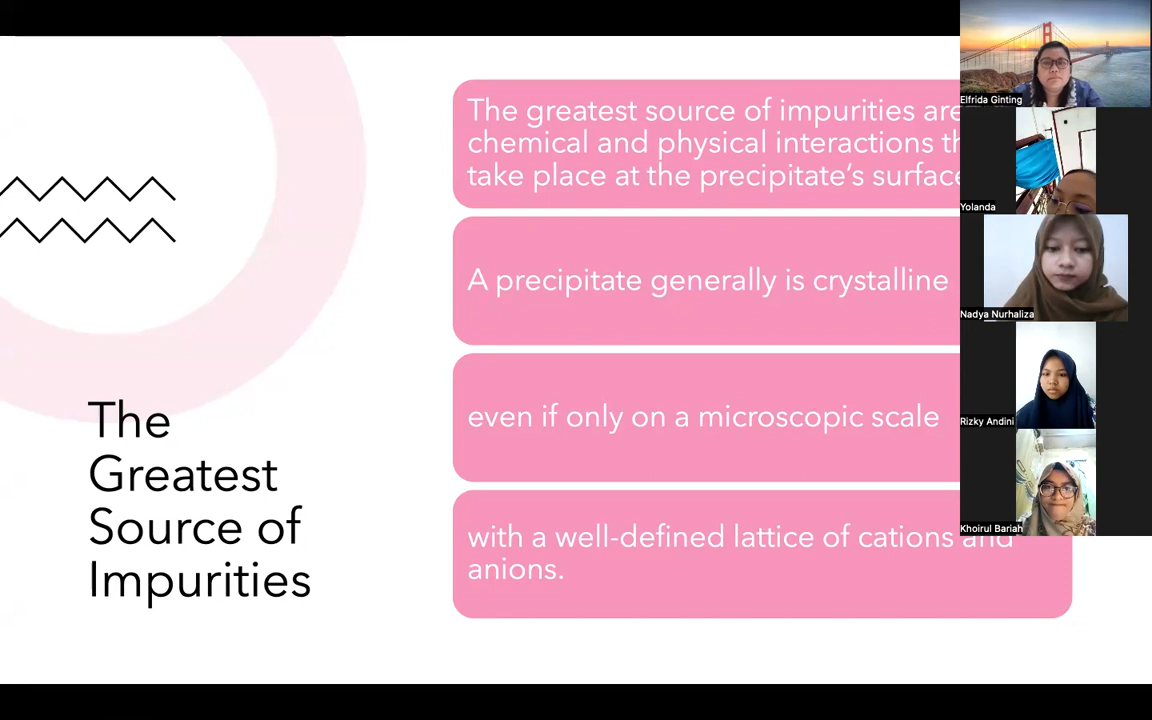 The
Greatest
Source of
Impurities
The greatest source of impurities are
chemical and physical interactions
take place at the precipitate’s surface
A precipitate generally is crystalline
even if only on a microscopic scale
with a well-defined lattice of cations and
anions.
Elfrida Ginting
Yolanda
Nadya Nurhaliza
Rizky Andini
Khoirul Bariah